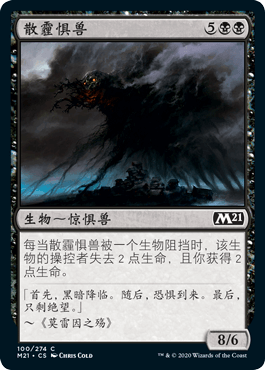 散霾惧兽 5
生物～惊惧兽 M21
每当散霾惧兽被一个生物阻挡时，该生
物的操控者失去2点生命，且你获得2
点生命。
「首先，黑暗降临。随后，恐惧到来。最后，
只剩绝望。」
～《莫雷因之殇》
8/6
100/274 C
M21 • CS CHRIS COLD
™ & © 2020 Wizards of the Coast